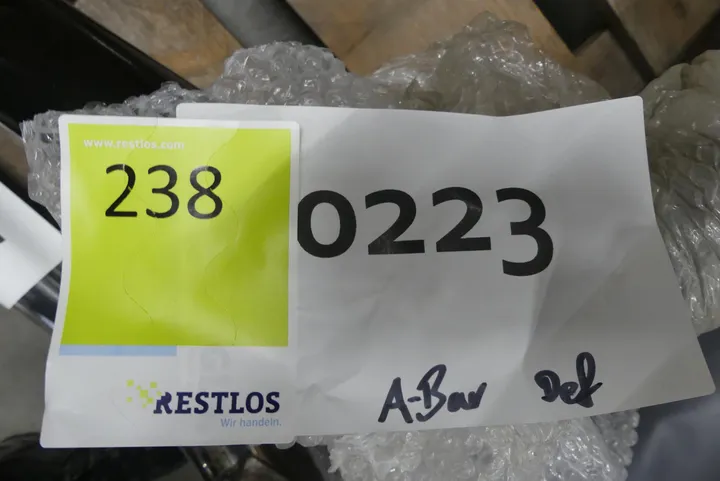 www.restlos.com
238
RESTLOS
Wir handeln.
0223
A-Bar Def